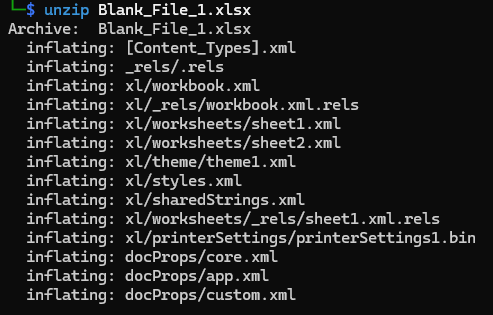 └─$ unzip Blank_File_1.xlsx
Archive:  Blank_File_1.xlsx
  inflating: [Content_Types].xml
  inflating: _rels/.rels
  inflating: xl/workbook.xml
  inflating: xl/_rels/workbook.xml.rels
  inflating: xl/worksheets/sheet1.xml
  inflating: xl/worksheets/sheet2.xml
  inflating: xl/theme/theme1.xml
  inflating: xl/styles.xml
  inflating: xl/sharedStrings.xml
  inflating: xl/worksheets/_rels/sheet1.xml.rels
  inflating: xl/printerSettings/printerSettings1.bin
  inflating: docProps/core.xml
  inflating: docProps/app.xml
  inflating: docProps/custom.xml